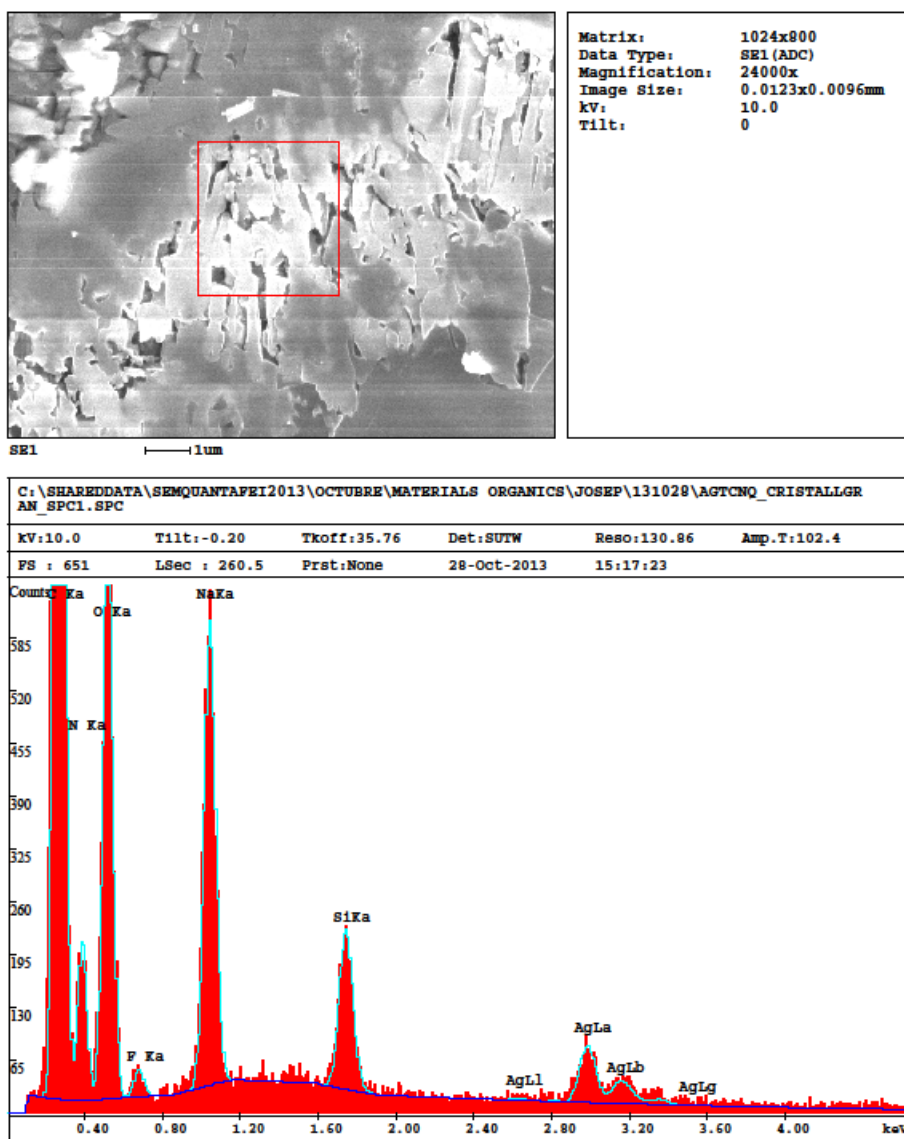 Matrix: 1024x800
Data Type: SE1(ADC)
Magnification: 24000x
Image Size: 0.0123x0.0096mm
kV: 10.0
Tilt: 0
SE1 1um
C:\SHAREDDATA\SEMQUANTAFEI2013\OCTUBRE\MATERIALS ORGANICS\JOSEP\131028\AGTCNQ_CRISTALLGR
AN_SPC1.SPC
kV:10.0 Tilt:-0.20 Tkoff:35.76 Det:SUTW Reso:130.86 Amp.T:102.4
FS : 651 LSec : 260.5 Prst:None 28-Oct-2013 15:17:23
Counts C Ka NaKa
O Ka
585
520
N Ka
455
390
325
260
SiKa
195
130
AgLa
65
F Ka AgLl AgLb AgLg
0.40 0.80 1.20 1.60 2.00 2.40 2.80 3.20 3.60 4.00 keV